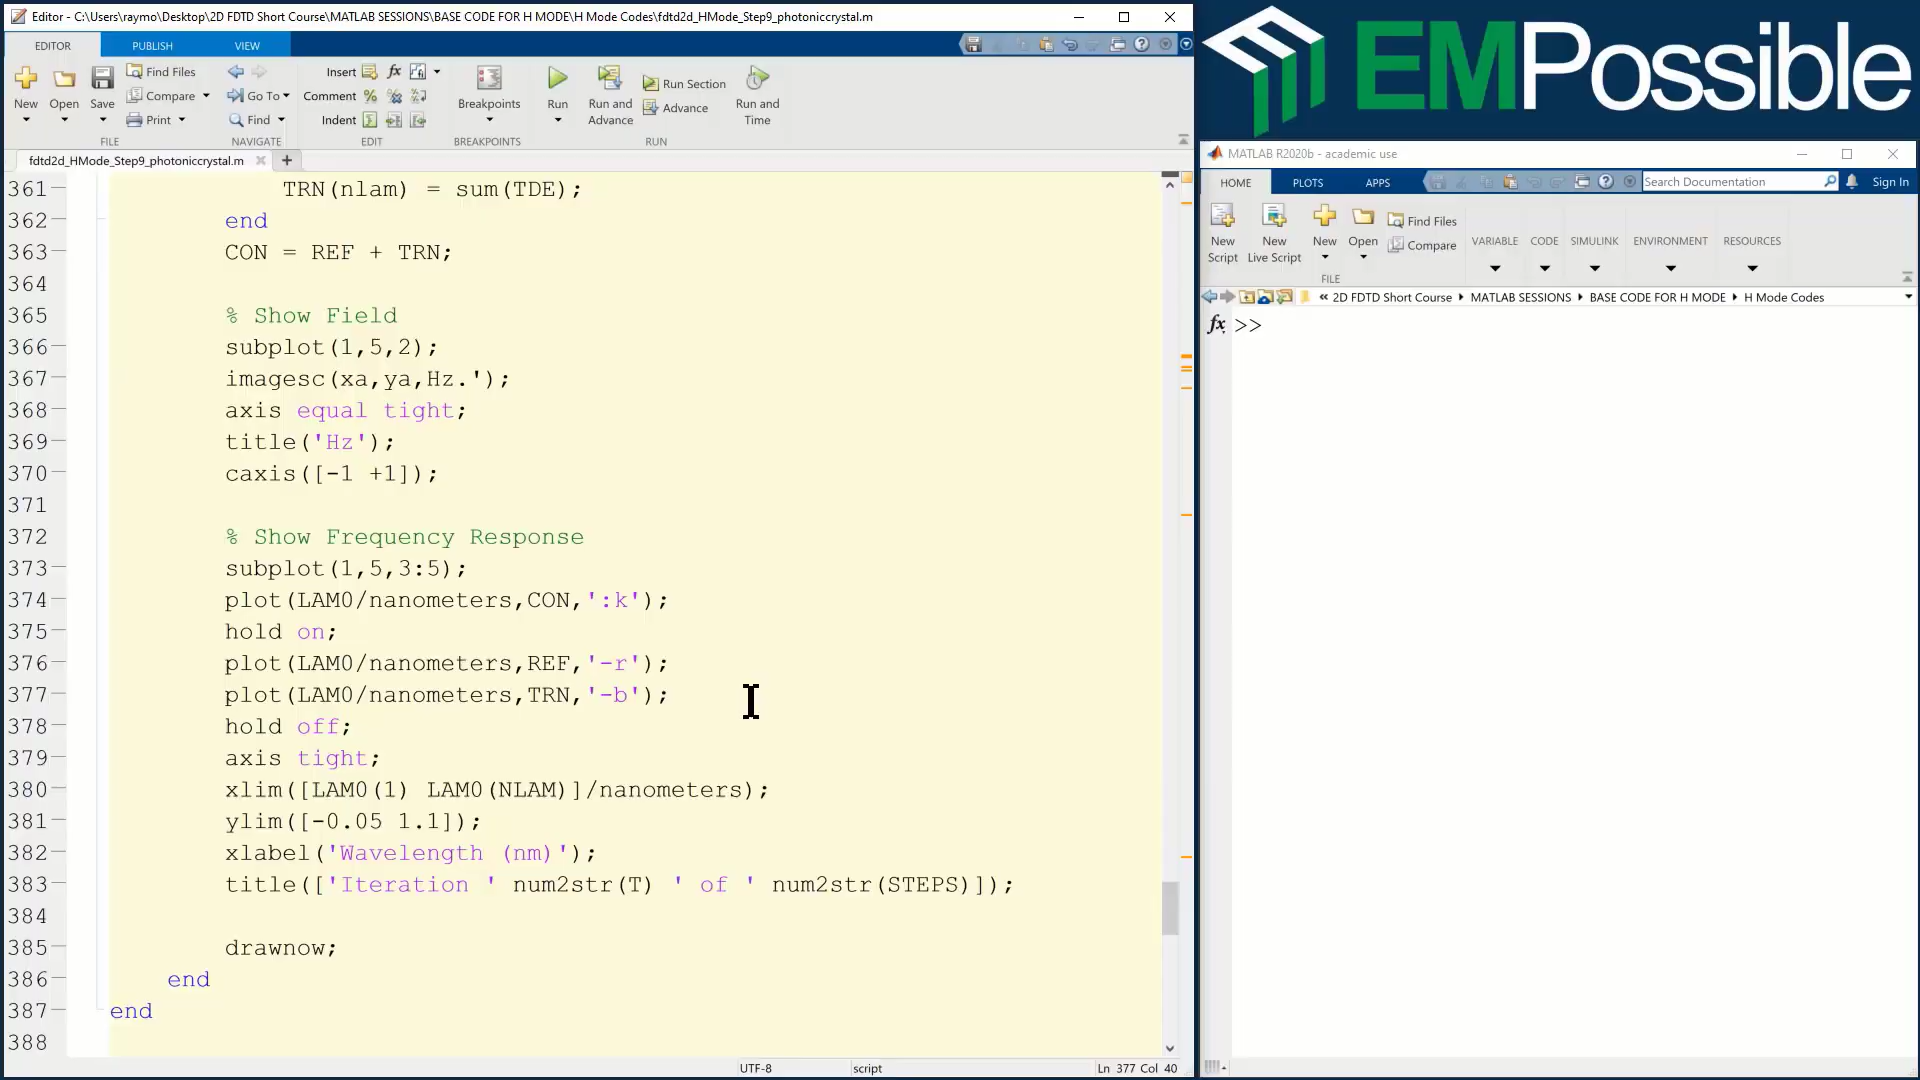 Editor - C:\Users\raymo\Desktop\2D FDTD Short Course\MATLAB SESSIONS\BASE CODE FOR H MODE\H Mode Codes\fdtd2d_HMode_Step9_photoniccrystal.m
EDITOR PUBLISH VIEW
New Open Save
Find Files
Compare
Print
Go To
Find
Insert
Comment
Indent
Breakpoints
Run
Run and Advance
Run Section
Advance
Run and Time
FILE NAVIGATE EDIT BREAKPOINTS RUN
fdtd2d_HMode_Step9_photoniccrystal.m
361 TRN(nlam) = sum(TDE);
362 end
363 CON = REF + TRN;
364
365 % Show Field
366 subplot(1,5,2);
367 imagesc(xa,ya,Hz.');
368 axis equal tight;
369 title('Hz');
370 caxis([-1 +1]);
371
372 % Show Frequency Response
373 subplot(1,5,3:5);
374 plot(LAM0/nanometers,CON,':k');
375 hold on;
376 plot(LAM0/nanometers,REF,'-r');
377 plot(LAM0/nanometers,TRN,'-b');
378 hold off;
379 axis tight;
380 xlim([LAM0(1) LAM0(NLAM)]/nanometers);
381 ylim([-0.05 1.1]);
382 xlabel('Wavelength (nm)');
383 title(['Iteration ' num2str(T) ' of ' num2str(STEPS)]);
384
385 drawnow;
386 end
387 end
388
UTF-8 script Ln 377 Col 40
EMPossible
MATLAB R2020b - academic use
HOME PLOTS APPS Search Documentation Sign In
New Script
New Live Script
New
Open
Find Files
Compare
VARIABLE CODE SIMULINK ENVIRONMENT RESOURCES
FILE
« 2D FDTD Short Course MATLAB SESSIONS BASE CODE FOR H MODE H Mode Codes
fx >>